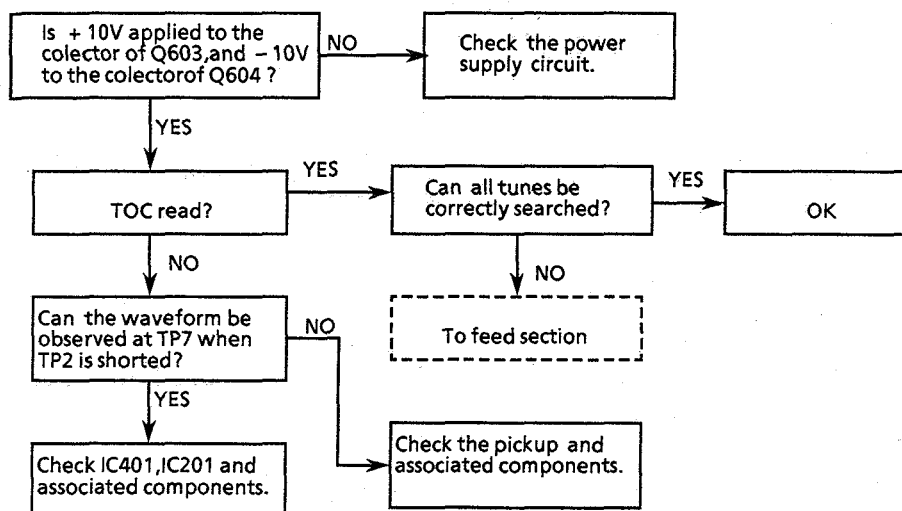 Is + 10V applied to the
colector of Q603,and – 10V
to the colectorof Q604 ?
NO
Check the power
supply circuit.
YES
TOC read?
YES
Can all tunes be
correctly searched?
YES
OK
NO
NO
To feed section
Can the waveform be
observed at TP7 when
TP2 is shorted?
NO
YES
Check IC401,IC201 and
associated components.
Check the pickup and
associated components.